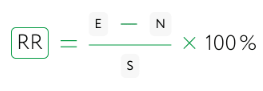 RR = E — N
S
× 100%